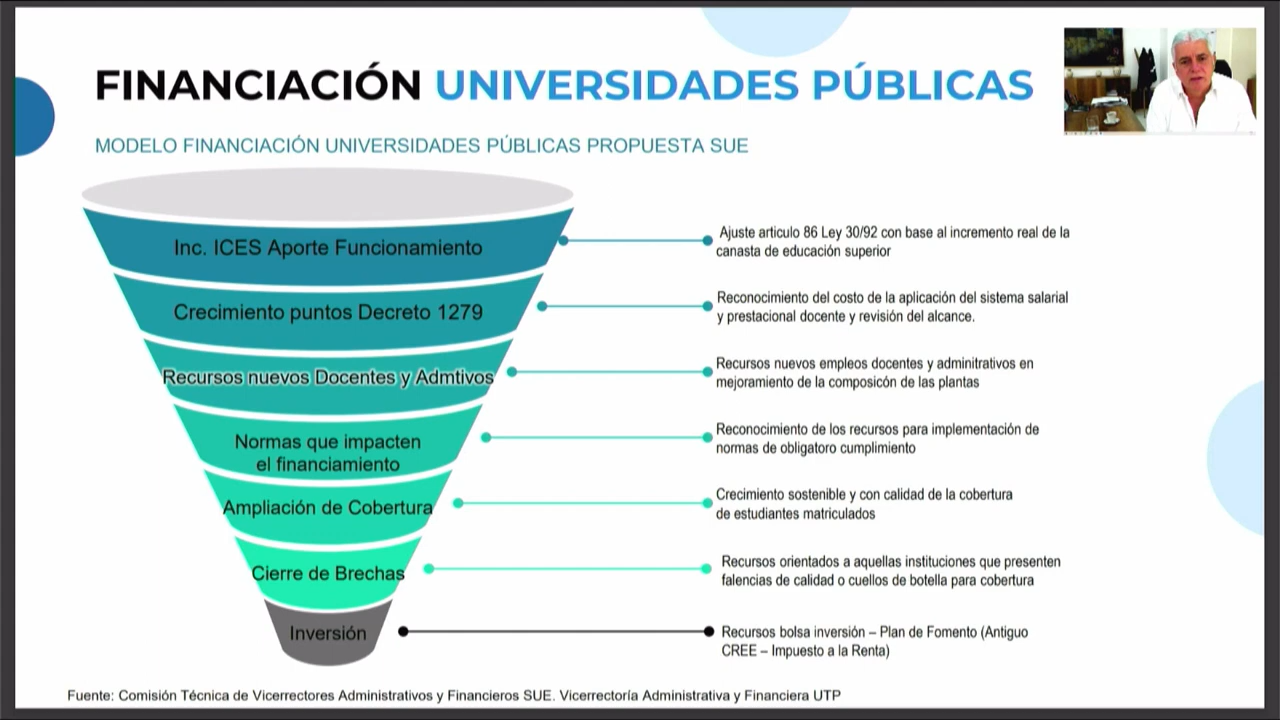 FINANCIACIÓN UNIVERSIDADES PÚBLICAS
MODELO FINANCIACIÓN UNIVERSIDADES PÚBLICAS PROPUESTA SUE
Inc. ICES Aporte Funcionamiento
Ajuste articulo 86 Ley 30/92 con base al incremento real de la
canasta de educación superior
Crecimiento puntos Decreto 1279
Reconocimiento del costo de la aplicación del sistema salarial
y prestacional docente y revisión del alcance.
Recursos nuevos Docentes y Admtivos
Recursos nuevos empleos docentes y adminitrativos en
mejoramiento de la composicón de las plantas
Normas que impacten
el financiamiento
Reconocimiento de los recursos para implementación de
normas de obligatoro cumplimiento
Ampliación de Cobertura
Crecimiento sostenible y con calidad de la cobertura
de estudiantes matriculados
Cierre de Brechas
Recursos orientados a aquellas instituciones que presenten
falencias de calidad o cuellos de botella para cobertura
Inversión
Recursos bolsa inversión – Plan de Fomento (Antiguo
CREE – Impuesto a la Renta)
Fuente: Comisión Técnica de Vicerrectores Administrativos y Financieros SUE. Vicerrectoría Administrativa y Financiera UTP